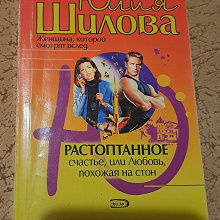 Юлия
Шилова
Женщина, которой
смотрят вслед
РАСТОПТАННОЕ
счастье, или Любовь,
похожая на стон
ЭКСМО